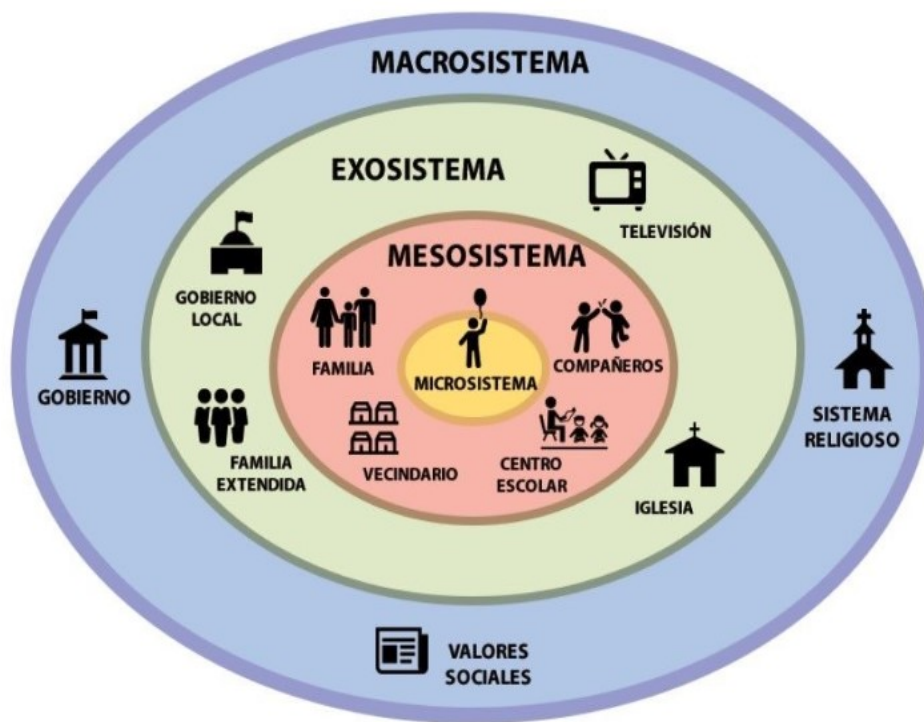 MACROSISTEMA
EXOSISTEMA
TELEVISIÓN
MESOSISTEMA
GOBIERNO
LOCAL
FAMILIA
MICROSISTEMA
COMPAÑEROS
GOBIERNO
SISTEMA
RELIGIOSO
FAMILIA
EXTENDIDA
VECINDARIO
CENTRO
ESCOLAR
IGLESIA
VALORES
SOCIALES